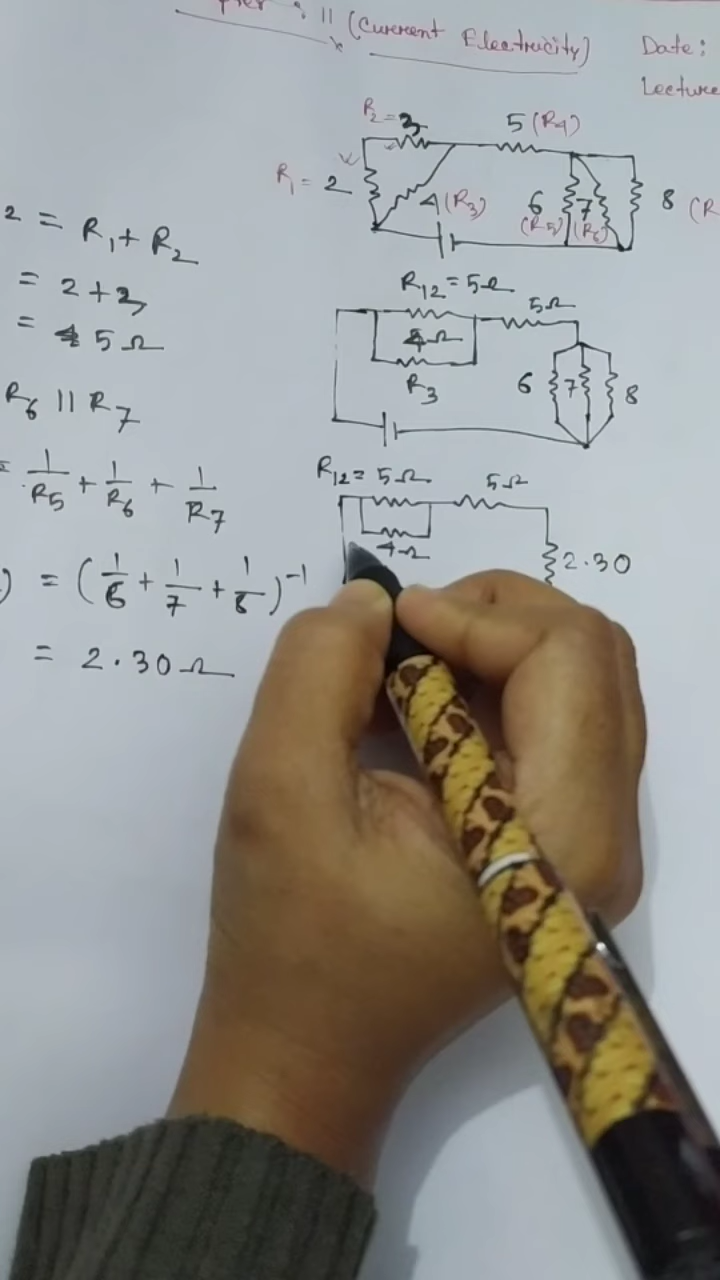 : 11 (Current Electricity)
Date:
Lecture
R₂ = 3
5 (R₄)
R₁ = 2
4 (R₃)
6 (R₅)
7 (R₆)
8 (R
2 = R₁ + R₂
= 2 + 3
= 5 Ω
R₁₂ = 5Ω
5Ω
4Ω
R₃
6
7
8
R₆ || R₇
= 1/R₅ + 1/R₆ + 1/R₇
R₁₂ = 5Ω
5Ω
4Ω
2.30
) = (1/6 + 1/7 + 1/8)⁻¹
= 2.30 Ω